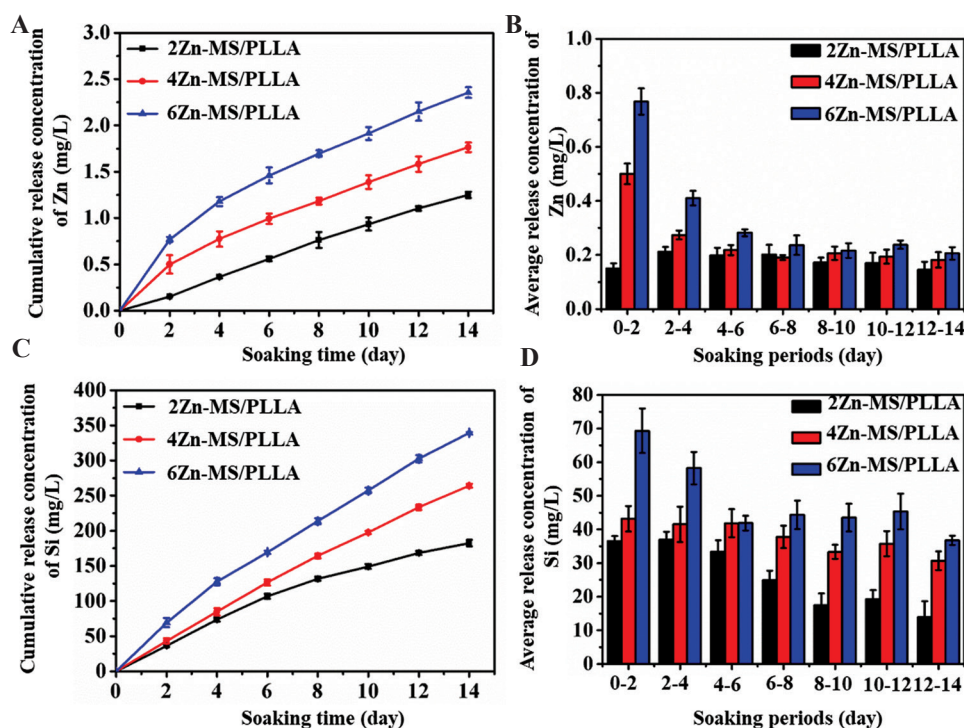 A
Cumulative release concentration
of Zn (mg/L)
3.0
2.5
2.0
1.5
1.0
0.5
0.0
2Zn-MS/PLLA
4Zn-MS/PLLA
6Zn-MS/PLLA
0 2 4 6 8 10 12 14
Soaking time (day)
B
Average release concentration of
Zn (mg/L)
1.0
0.8
0.6
0.4
0.2
0.0
2Zn-MS/PLLA
4Zn-MS/PLLA
6Zn-MS/PLLA
0-2 2-4 4-6 6-8 8-10 10-12 12-14
Soaking periods (day)
C
Cumulative release concentration
of Si (mg/L)
400
350
300
250
200
150
100
50
0
2Zn-MS/PLLA
4Zn-MS/PLLA
6Zn-MS/PLLA
0 2 4 6 8 10 12 14
Soaking time (day)
D
Average release concentration of
Si (mg/L)
80
70
60
50
40
30
20
10
0
2Zn-MS/PLLA
4Zn-MS/PLLA
6Zn-MS/PLLA
0-2 2-4 4-6 6-8 8-10 10-12 12-14
Soaking periods (day)